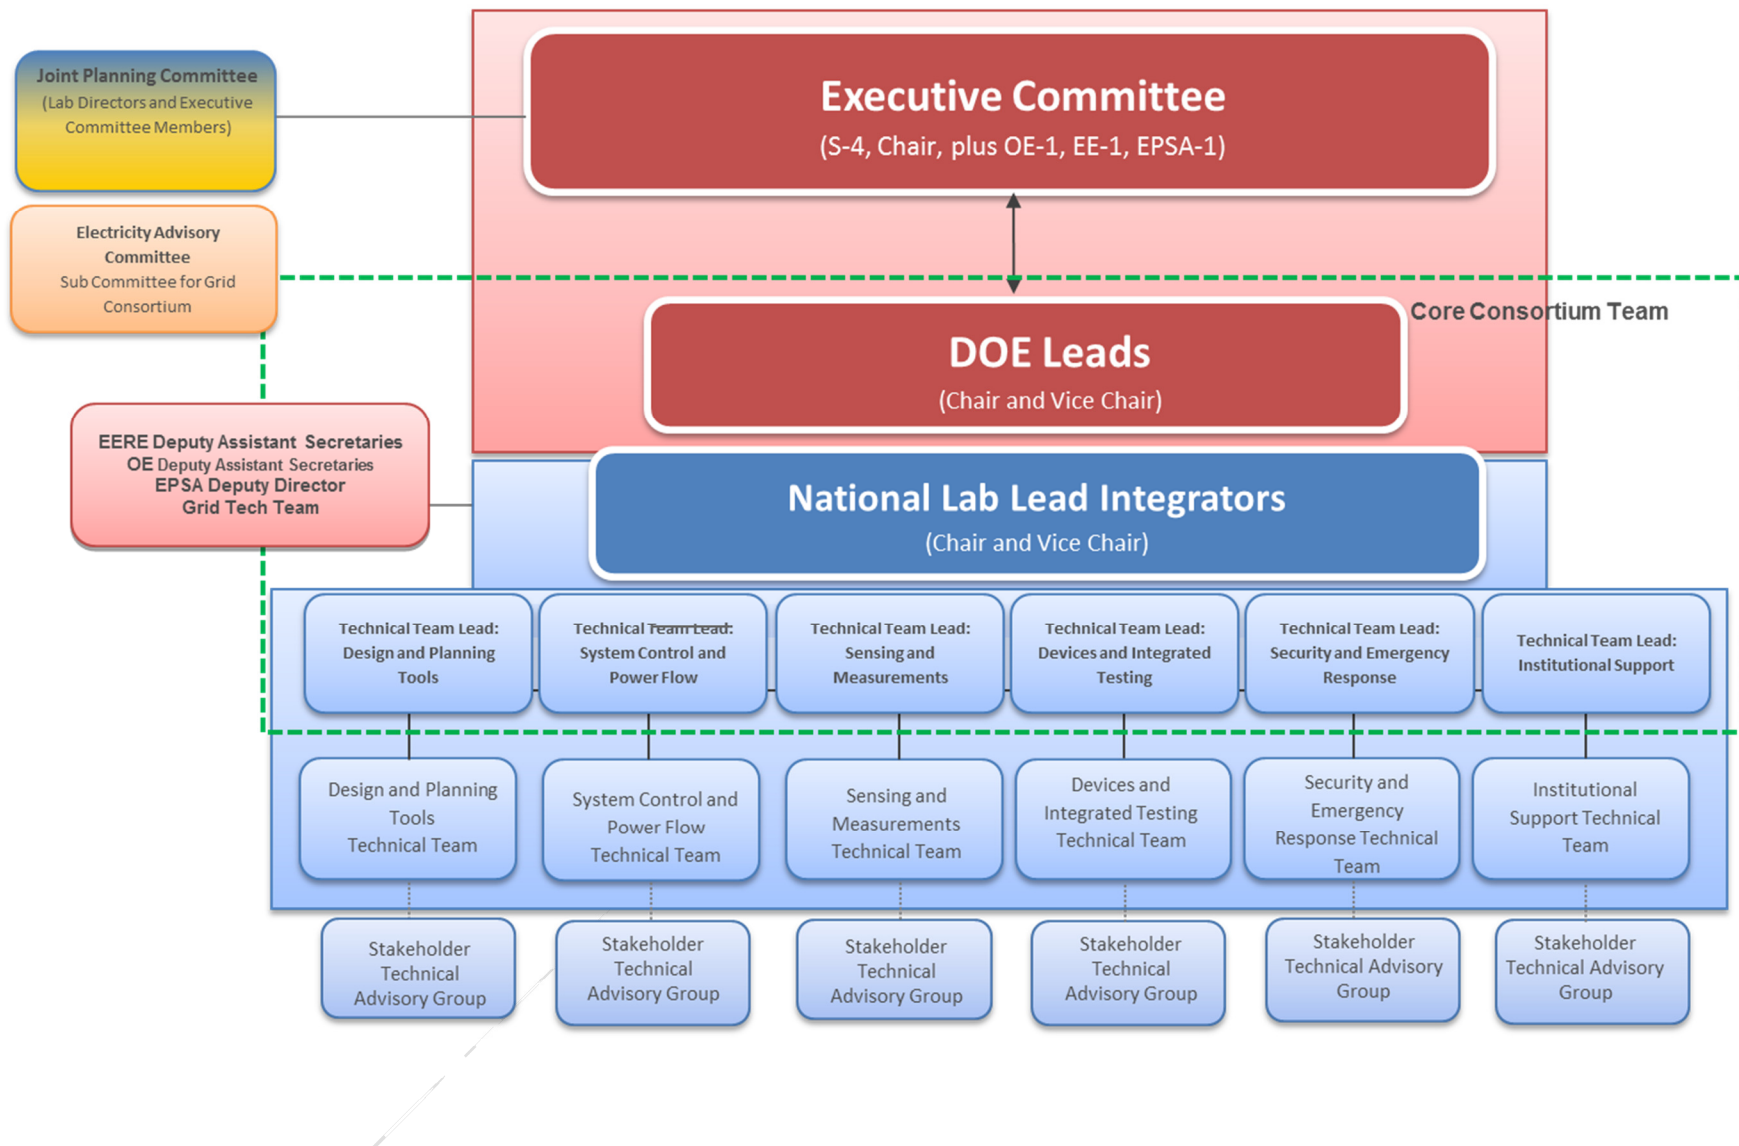 Executive Committee
(S-4, Chair, plus OE-1, EE-1, EPSA-1)
Joint Planning Committee
(Lab Directors and Executive
Committee Members)
Electricity Advisory
Committee
Sub Committee for Grid
Consortium
Core Consortium Team
DOE Leads
(Chair and Vice Chair)
EERE Deputy Assistant Secretaries
OE Deputy Assistant Secretaries
EPSA Deputy Director
Grid Tech Team
National Lab Lead Integrators
(Chair and Vice Chair)
Technical Team Lead:
Design and Planning
Tools
Technical Team Lead:
System Control and
Power Flow
Technical Team Lead:
Sensing and
Measurements
Technical Team Lead:
Devices and Integrated
Testing
Technical Team Lead:
Security and Emergency
Response
Technical Team Lead:
Institutional Support
Design and Planning
Tools
Technical Team
System Control and
Power Flow
Technical Team
Sensing and
Measurements
Technical Team
Devices and
Integrated Testing
Technical Team
Security and
Emergency
Response Technical
Team
Institutional
Support Technical
Team
Stakeholder
Technical
Advisory Group
Stakeholder
Technical
Advisory Group
Stakeholder
Technical
Advisory Group
Stakeholder
Technical
Advisory Group
Stakeholder
Technical Advisory
Group
Stakeholder
Technical Advisory
Group